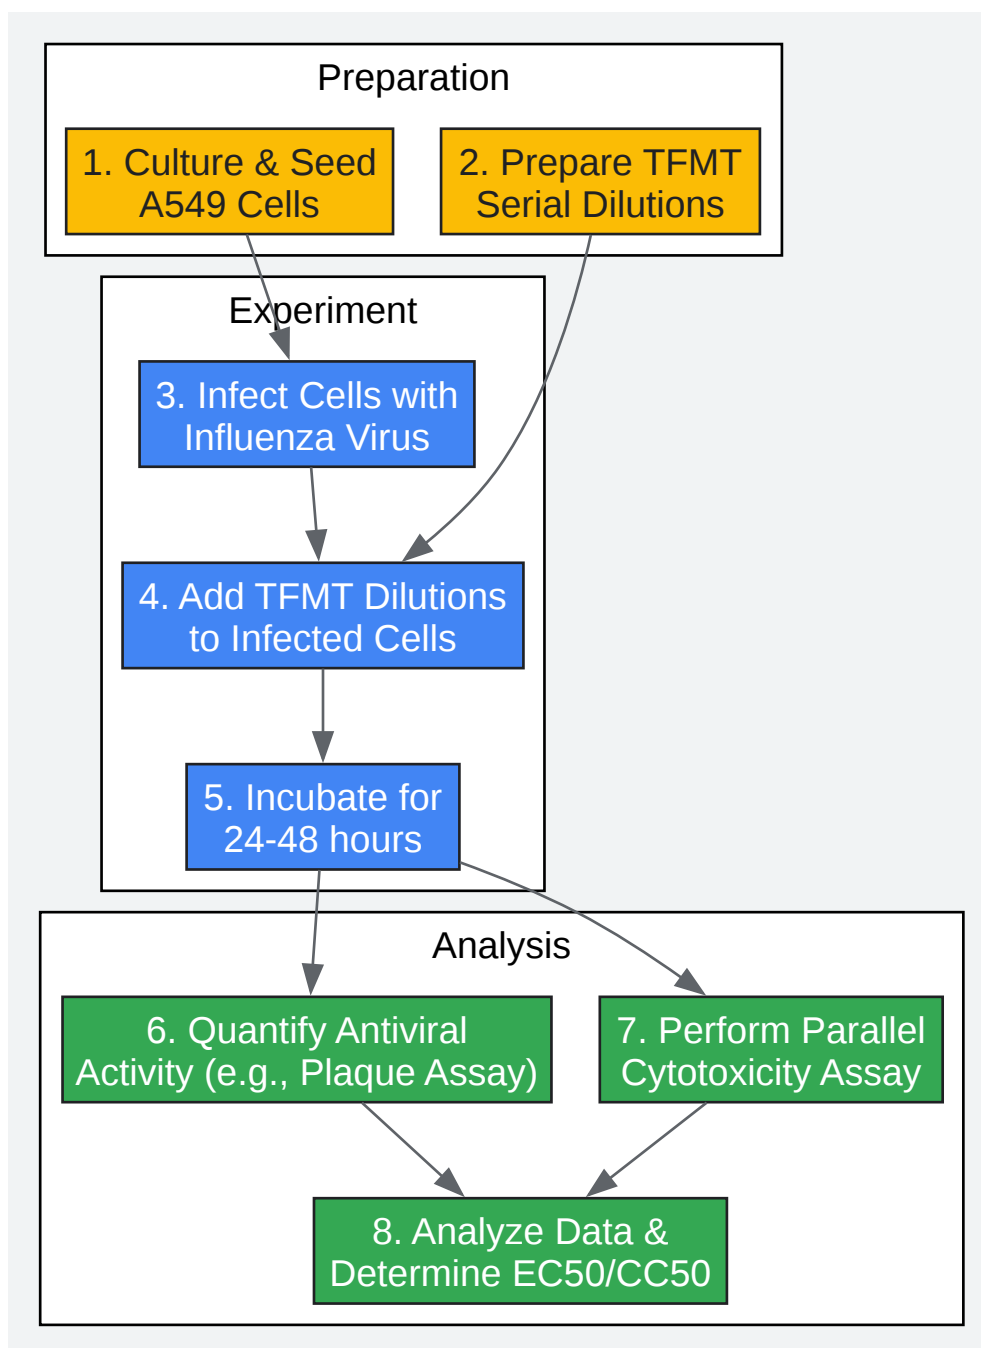 Preparation
1. Culture & Seed
A549 Cells
2. Prepare TFMT
Serial Dilutions
Experiment
3. Infect Cells with
Influenza Virus
4. Add TFMT Dilutions
to Infected Cells
5. Incubate for
24-48 hours
Analysis
6. Quantify Antiviral
Activity (e.g., Plaque Assay)
7. Perform Parallel
Cytotoxicity Assay
8. Analyze Data &
Determine EC50/CC50